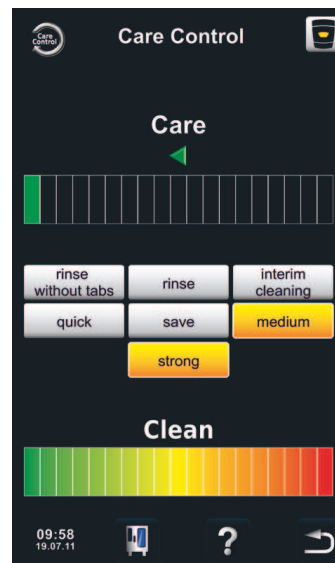 Care
Control
Care Control
Care
rinse
without tabs
rinse
interim
cleaning
quick
save
medium
strong
Clean
09:58
19.07.11
?